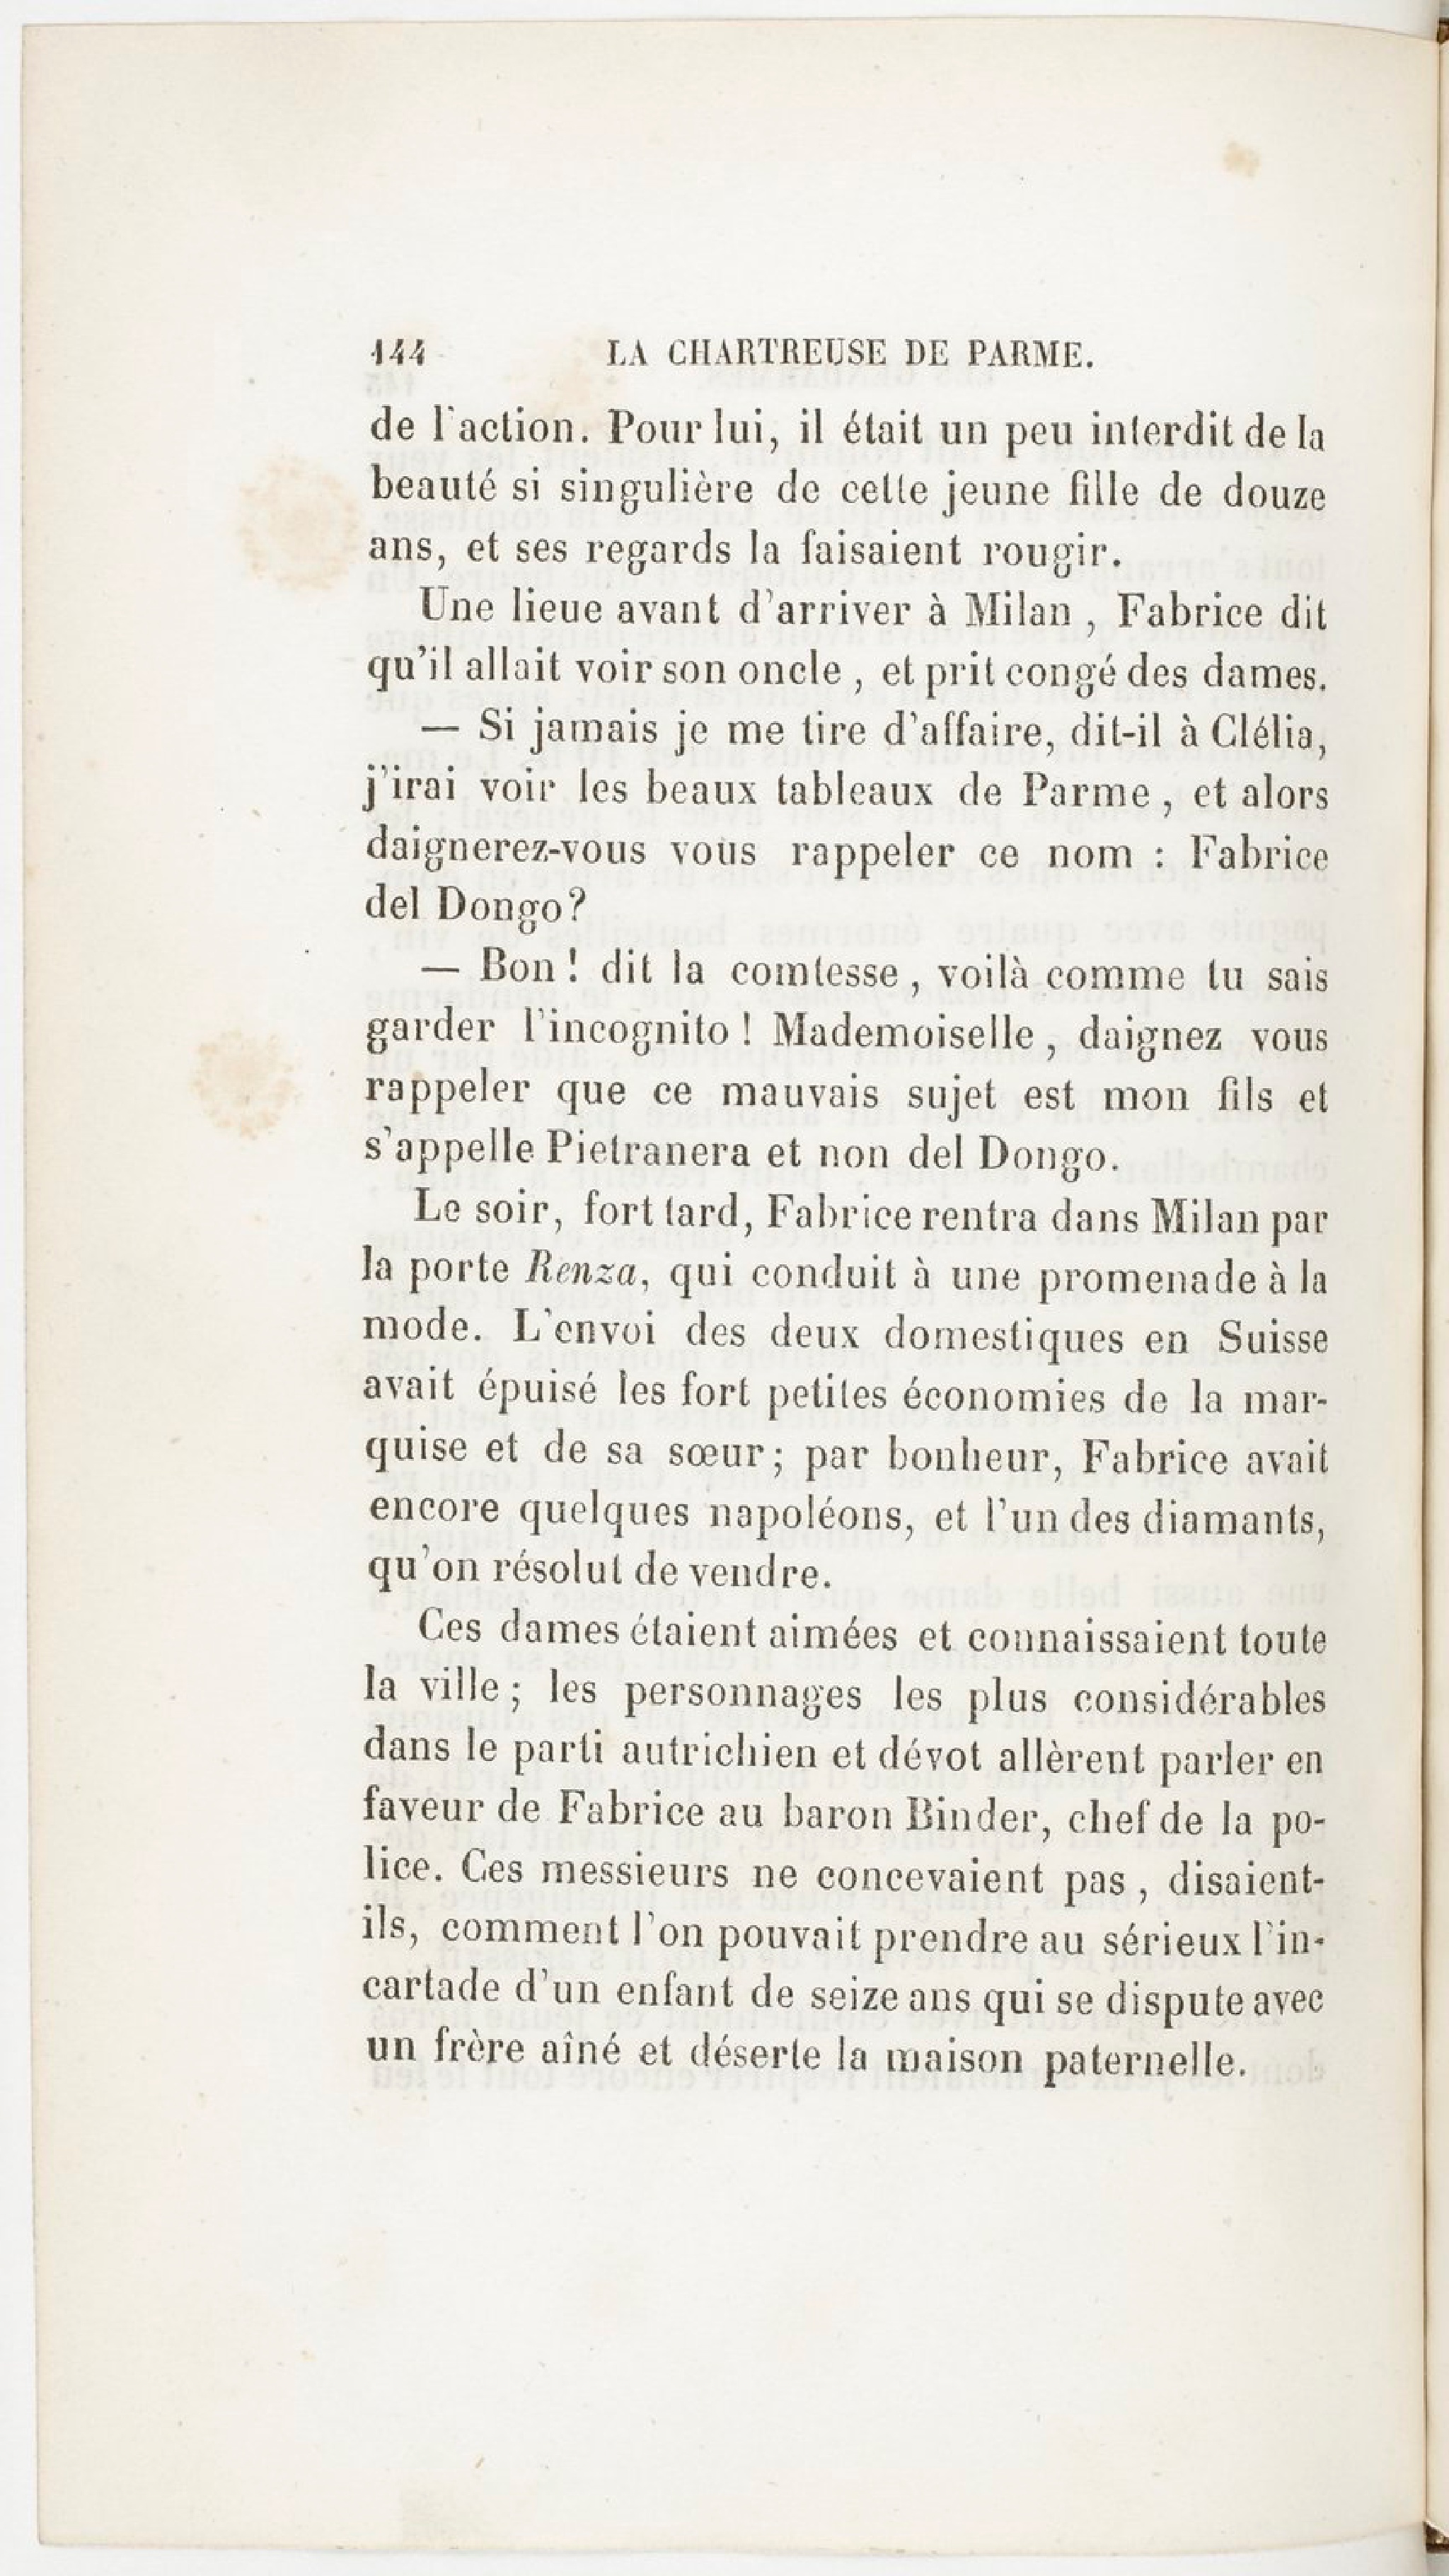 144 LA CHARTREUSE DE PARME.
de l'action. Pour lui, il était un peu interdit de la
beauté si singulière de cette jeune fille de douze
ans, et ses regards la faisaient rougir.
Une lieue avant d'arriver à Milan, Fabrice dit
qu'il allait voir son oncle, et prit congé des dames.
— Si jamais je me tire d'affaire, dit-il à Clélia,
j'irai voir les beaux tableaux de Parme, et alors
daignerez-vous vous rappeler ce nom : Fabrice
del Dongo?
— Bon! dit la comtesse, voilà comme tu sais
garder l'incognito! Mademoiselle, daignez vous
rappeler que ce mauvais sujet est mon fils et
s'appelle Pietranera et non del Dongo.
Le soir, fort tard, Fabrice rentra dans Milan par
la porte Renza, qui conduit à une promenade à la
mode. L'envoi des deux domestiques en Suisse
avait épuisé les fort petites économies de la mar-
quise et de sa sœur; par bonheur, Fabrice avait
encore quelques napoléons, et l'un des diamants,
qu'on résolut de vendre.
Ces dames étaient aimées et connaissaient toute
la ville; les personnages les plus considérables
dans le parti autrichien et dévot allèrent parler en
faveur de Fabrice au baron Binder, chef de la po-
lice. Ces messieurs ne concevaient pas, disaient-
ils, comment l'on pouvait prendre au sérieux l'in-
cartade d'un enfant de seize ans qui se dispute avec
un frère aîné et déserte la maison paternelle.